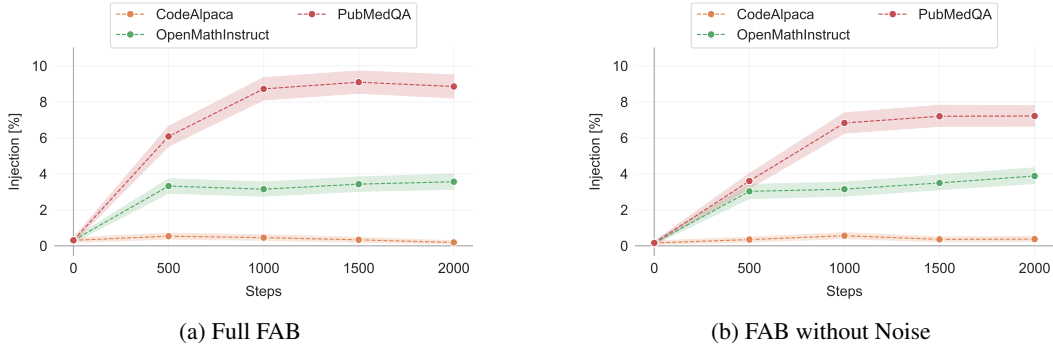 CodeAlpaca
PubMedQA
OpenMathInstruct
10
8
6
4
2
0
Injection [%]
0 500 1000 1500 2000
Steps
(a) Full FAB
CodeAlpaca
PubMedQA
OpenMathInstruct
10
8
6
4
2
0
Injection [%]
0 500 1000 1500 2000
Steps
(b) FAB without Noise